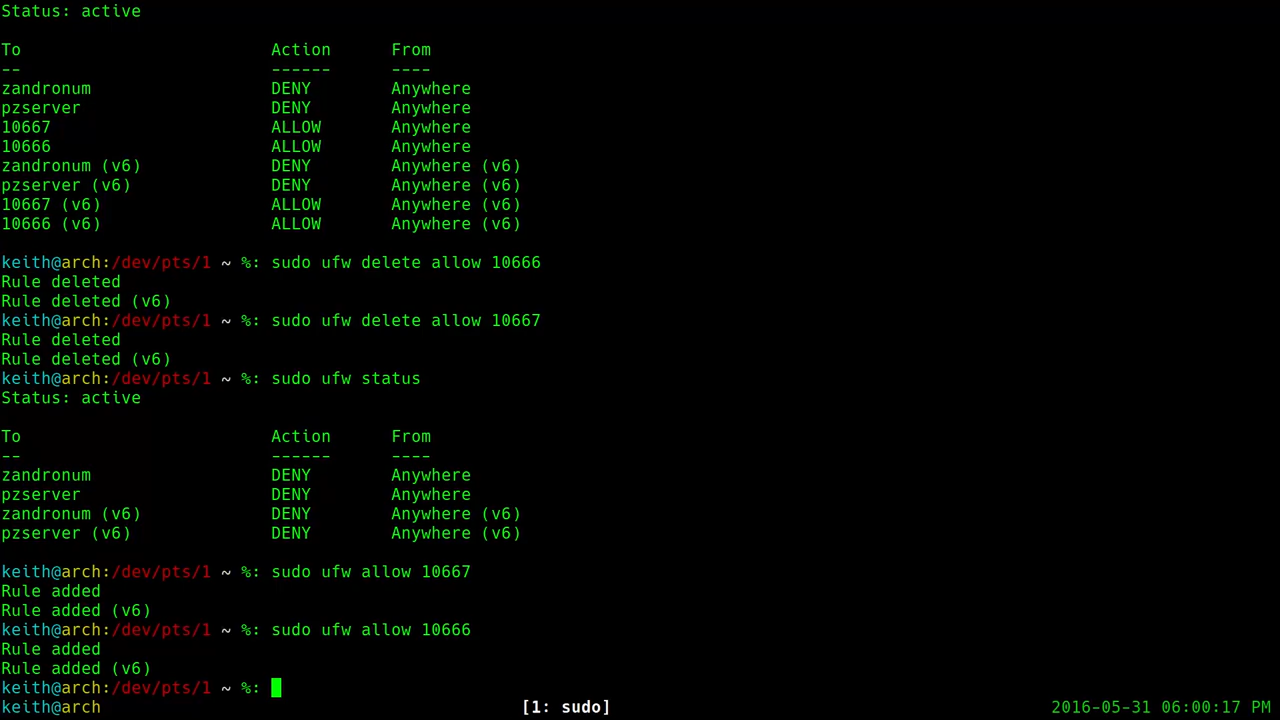 Status: active
To                         Action      From
--                         ------      ----
zandronum                  DENY        Anywhere
pzserver                   DENY        Anywhere
10667                      ALLOW       Anywhere
10666                      ALLOW       Anywhere
zandronum (v6)             DENY        Anywhere (v6)
pzserver (v6)              DENY        Anywhere (v6)
10667 (v6)                 ALLOW       Anywhere (v6)
10666 (v6)                 ALLOW       Anywhere (v6)
keith@arch:/dev/pts/1 ~ %: sudo ufw delete allow 10666
Rule deleted
Rule deleted (v6)
keith@arch:/dev/pts/1 ~ %: sudo ufw delete allow 10667
Rule deleted
Rule deleted (v6)
keith@arch:/dev/pts/1 ~ %: sudo ufw status
Status: active
To                         Action      From
--                         ------      ----
zandronum                  DENY        Anywhere
pzserver                   DENY        Anywhere
zandronum (v6)             DENY        Anywhere (v6)
pzserver (v6)              DENY        Anywhere (v6)
keith@arch:/dev/pts/1 ~ %: sudo ufw allow 10667
Rule added
Rule added (v6)
keith@arch:/dev/pts/1 ~ %: sudo ufw allow 10666
Rule added
Rule added (v6)
keith@arch:/dev/pts/1 ~ %:
keith@arch [1: sudo] 2016-05-31 06:00:17 PM